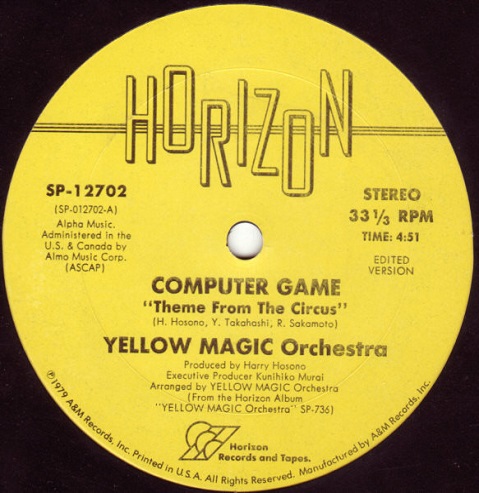 HORIZON
SP-12702
(SP-012702-A)
Alpha Music.
Administered in the
U.S. & Canada by
Almo Music Corp.
(ASCAP)
STEREO
33 1/3 RPM
TIME: 4:51
EDITED
VERSION
COMPUTER GAME
"Theme From The Circus"
(H. Hosono, Y. Takahashi, R. Sakamoto)
YELLOW MAGIC Orchestra
Produced by Harry Hosono
Executive Producer Kunihiko Murai
Arranged by YELLOW MAGIC Orchestra
(From the Horizon Album
"YELLOW MAGIC Orchestra" SP-736)
Horizon
Records and Tapes.
℗1979 A&M Records, Inc. Printed in U.S.A. All Rights Reserved. Manufactured by A&M Records, Inc.